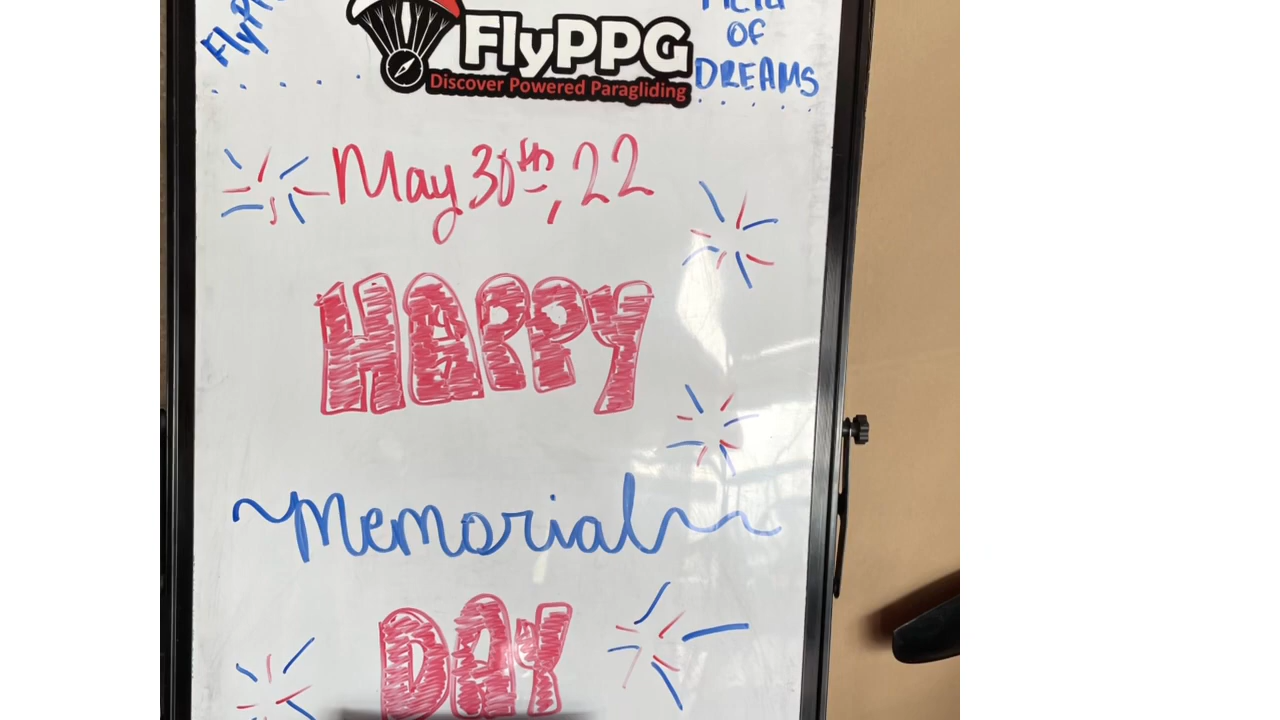 FlyPPG
Discover Powered Paragliding
OF
DREAMS
May 30th, 22
HAPPY
Memorial
DAY